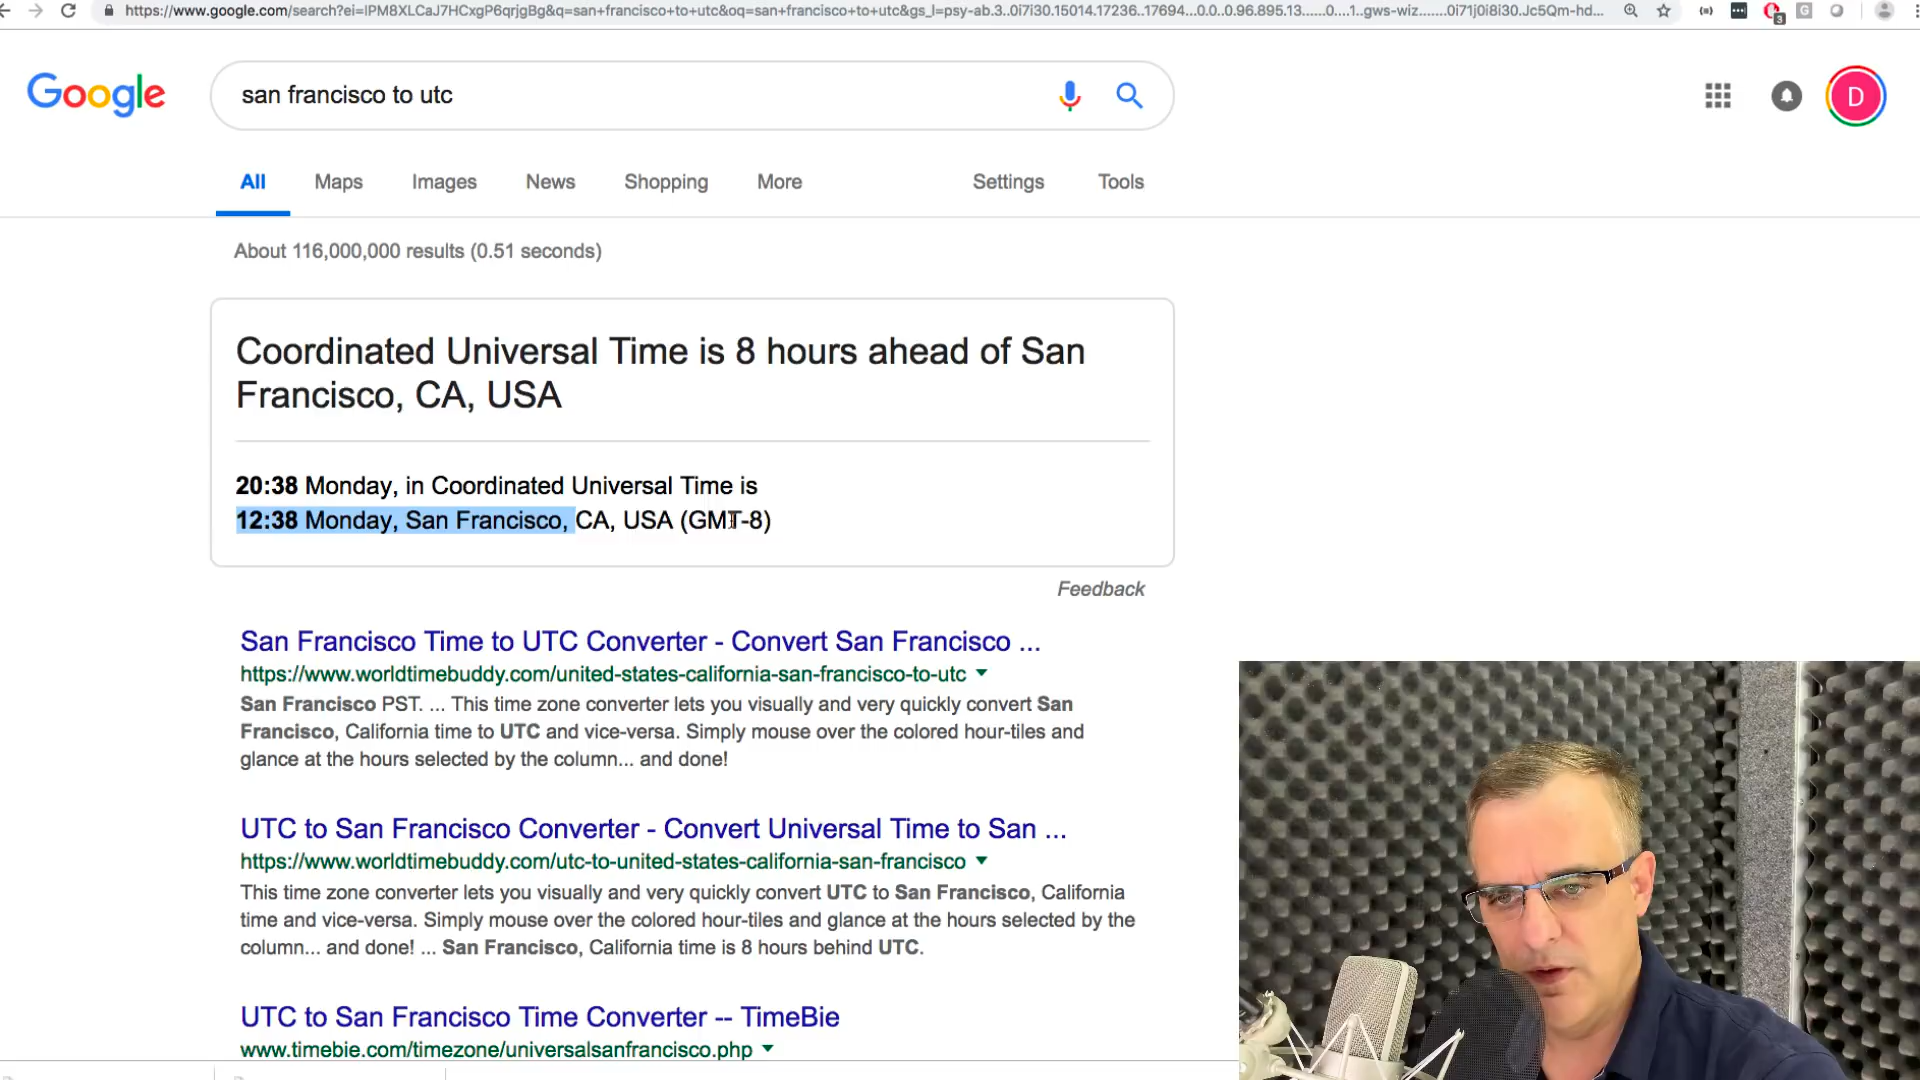 https://www.google.com/search?ei=IPM8XLCaJ7HCxgP6qrjgBg&q=san+francisco+to+utc&oq=san+francisco+to+utc&gs_l=psy-ab.3..0i7i30.15014.17236..17694...0.0..0.96.895.13......0....1..gws-wiz.......0i71j0i8i30.Jc5Qm-hd...
3
G
Google
san francisco to utc
D
All Maps Images News Shopping More Settings Tools
About 116,000,000 results (0.51 seconds)
Coordinated Universal Time is 8 hours ahead of San
Francisco, CA, USA
20:38 Monday, in Coordinated Universal Time is
12:38 Monday, San Francisco, CA, USA (GMT-8)
Feedback
San Francisco Time to UTC Converter - Convert San Francisco ...
https://www.worldtimebuddy.com/united-states-california-san-francisco-to-utc
San Francisco PST. ... This time zone converter lets you visually and very quickly convert San
Francisco, California time to UTC and vice-versa. Simply mouse over the colored hour-tiles and
glance at the hours selected by the column... and done!
UTC to San Francisco Converter - Convert Universal Time to San ...
https://www.worldtimebuddy.com/utc-to-united-states-california-san-francisco
This time zone converter lets you visually and very quickly convert UTC to San Francisco, California
time and vice-versa. Simply mouse over the colored hour-tiles and glance at the hours selected by the
column... and done! ... San Francisco, California time is 8 hours behind UTC.
UTC to San Francisco Time Converter -- TimeBie
www.timebie.com/timezone/universalsanfrancisco.php